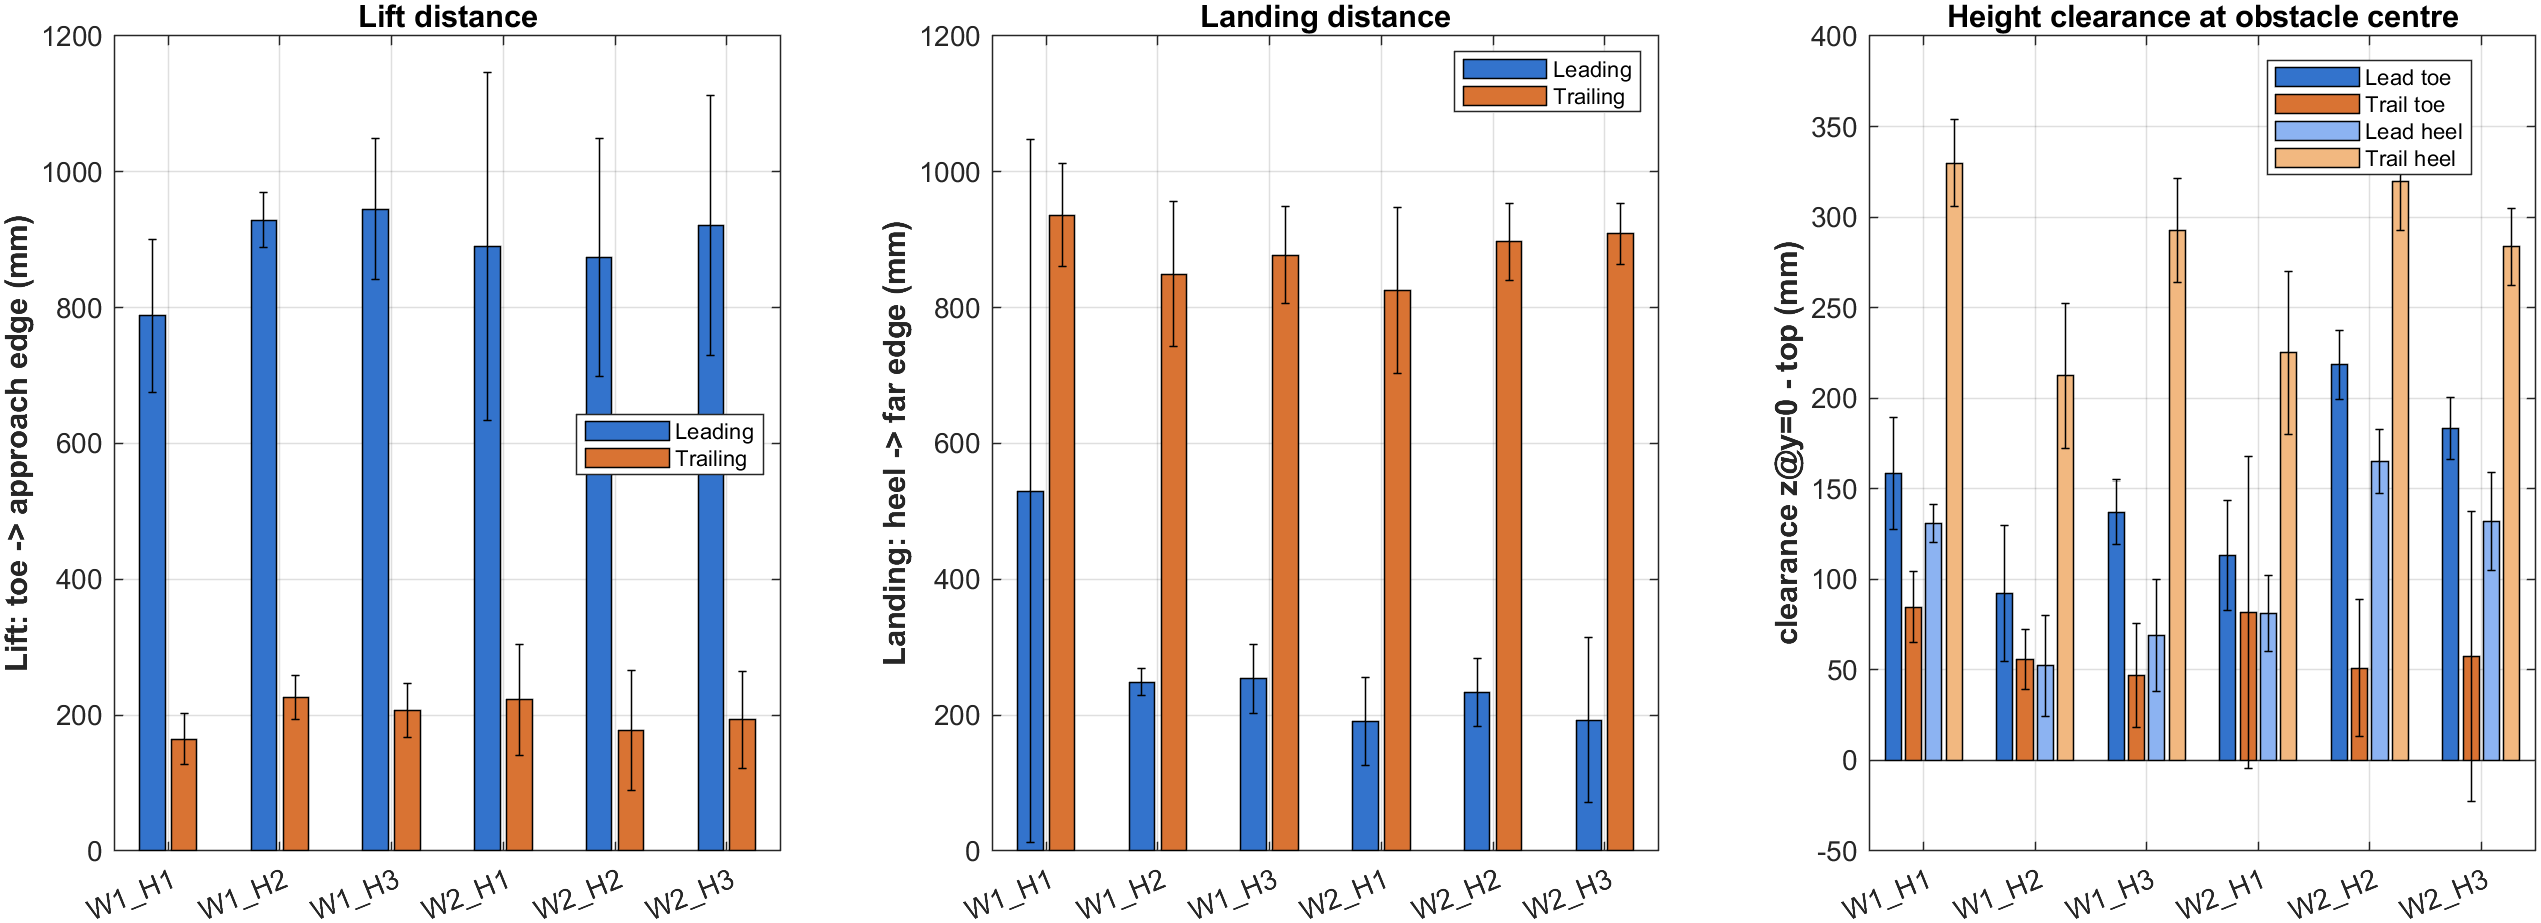 Lift distance
Lift: toe -> approach edge (mm)
1200
1000
800
600
400
200
0
Leading
Trailing
W1_H1
W1_H2
W1_H3
W2_H1
W2_H2
W2_H3
Landing distance
Landing: heel -> far edge (mm)
1200
1000
800
600
400
200
0
Leading
Trailing
W1_H1
W1_H2
W1_H3
W2_H1
W2_H2
W2_H3
Height clearance at obstacle centre
clearance z@y=0 - top (mm)
400
350
300
250
200
150
100
50
0
-50
Lead toe
Trail toe
Lead heel
Trail heel
W1_H1
W1_H2
W1_H3
W2_H1
W2_H2
W2_H3